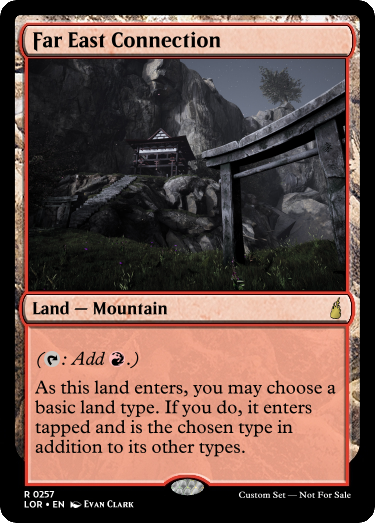 Far East Connection
Land — Mountain
(: Add .)
As this land enters, you may choose a
basic land type. If you do, it enters
tapped and is the chosen type in
addition to its other types.
R 0257
LOR • EN Evan Clark
Custom Set — Not For Sale